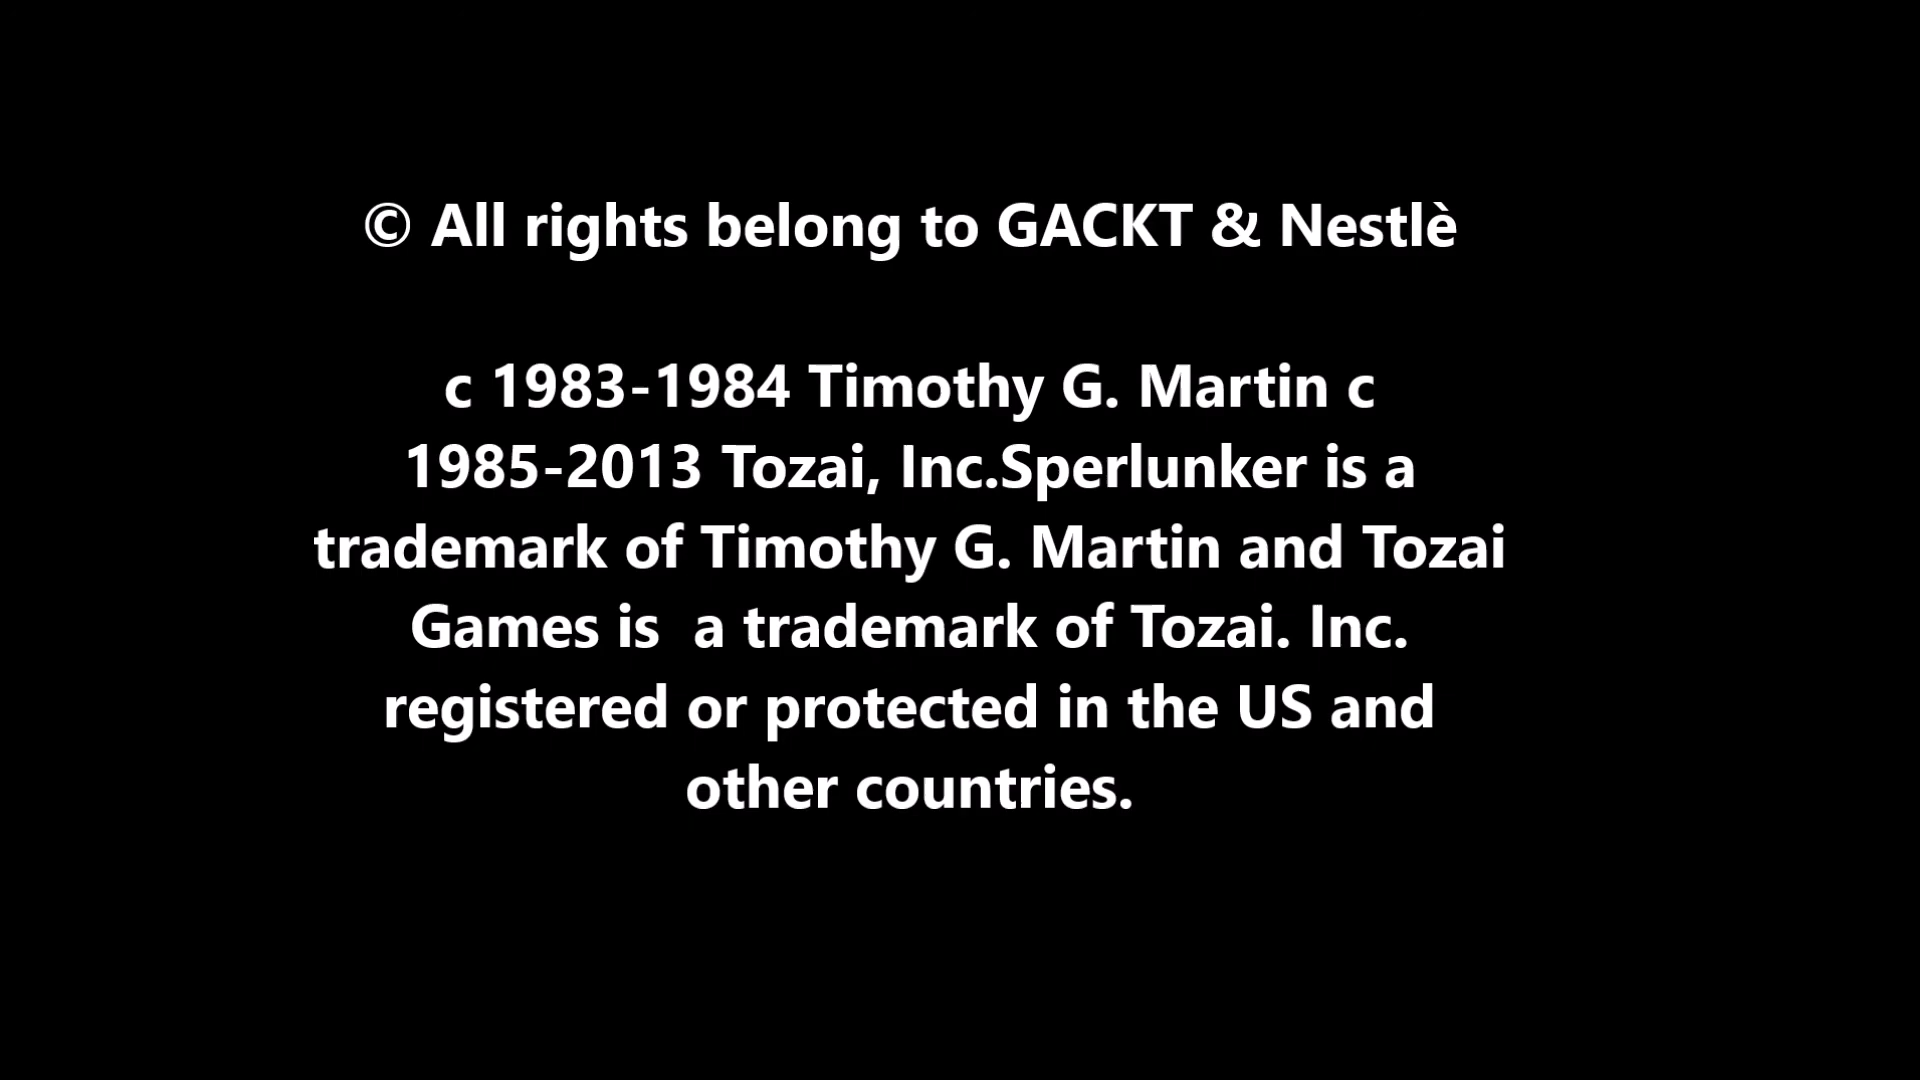 © All rights belong to GACKT & Nestlè
c 1983-1984 Timothy G. Martin c
1985-2013 Tozai, Inc.Sperlunker is a
trademark of Timothy G. Martin and Tozai
Games is  a trademark of Tozai. Inc.
registered or protected in the US and
other countries.